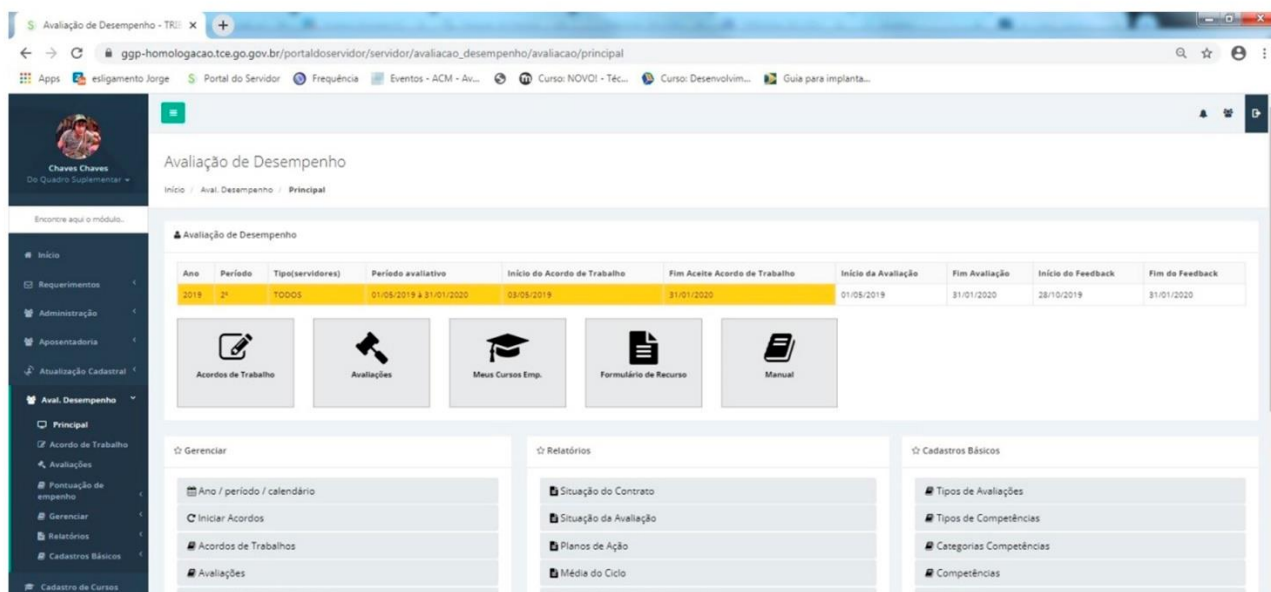 Avaliação de Desempenho - TRIB
ggp-homologacao.tce.go.gov.br/portaldoservidor/servidor/avaliacao_desempenho/avaliacao/principal
Apps esligamento Jorge Portal do Servidor Frequência Eventos - ACM - Av... Curso: NOVO! - Téc... Curso: Desenvolvim... Guia para implanta...
Chaves Chaves
Do Quadro Suplementar
Encontre aqui o módulo..
Início
Requerimentos
Administração
Aposentadoria
Atualização Cadastral
Aval. Desempenho
Principal
Acordo de Trabalho
Avaliações
Pontuação de
empenho
Gerenciar
Relatórios
Cadastros Básicos
Cadastro de Cursos
Avaliação de Desempenho
Início / Aval. Desempenho / Principal
Avaliação de Desempenho
Ano Período Tipo(servidores) Período avaliativo Início do Acordo de Trabalho Fim Aceite Acordo de Trabalho Início da Avaliação Fim Avaliação Início do Feedback Fim do Feedback
2019 2º TODOS 01/05/2019 à 31/01/2020 03/05/2019 31/01/2020 01/05/2019 31/01/2020 28/10/2019 31/01/2020
Acordos de Trabalho Avaliações Meus Cursos Emp. Formulário de Recurso Manual
Gerenciar
Ano / período / calendário
Iniciar Acordos
Acordos de Trabalhos
Avaliações
Relatórios
Situação do Contrato
Situação da Avaliação
Planos de Ação
Média do Ciclo
Cadastros Básicos
Tipos de Avaliações
Tipos de Competências
Categorias Competências
Competências